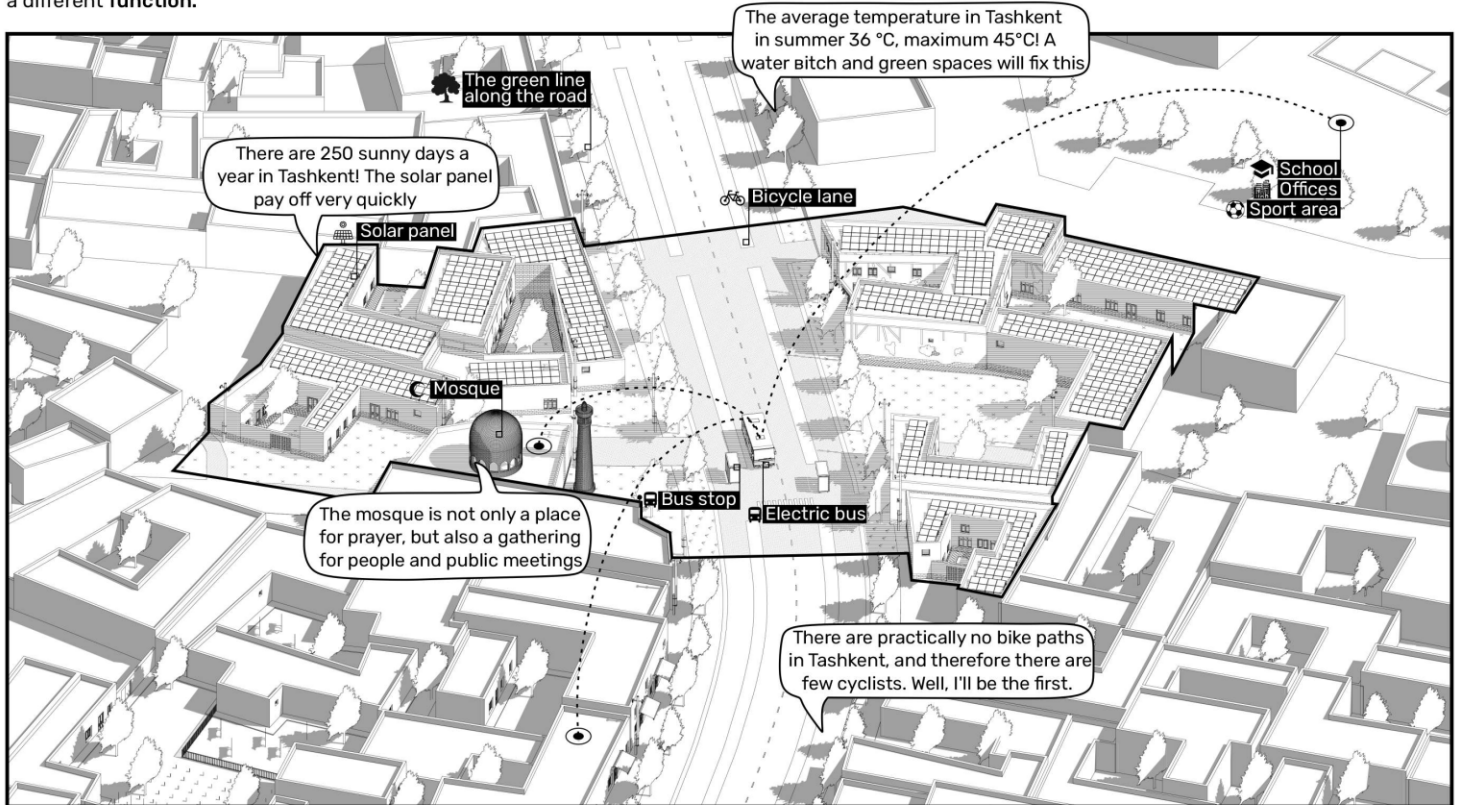 a different function.
The average temperature in Tashkent
in summer 36 °C, maximum 45°C! A
water вitch and green spaces will fix this
The green line
along the road
There are 250 sunny days a
year in Tashkent! The solar panel
pay off very quickly
School
Offices
Sport area
Bicycle lane
Solar panel
Mosque
Bus stop
Electric bus
The mosque is not only a place
for prayer, but also a gathering
for people and public meetings
There are practically no bike paths
in Tashkent, and therefore there are
few cyclists. Well, I'll be the first.